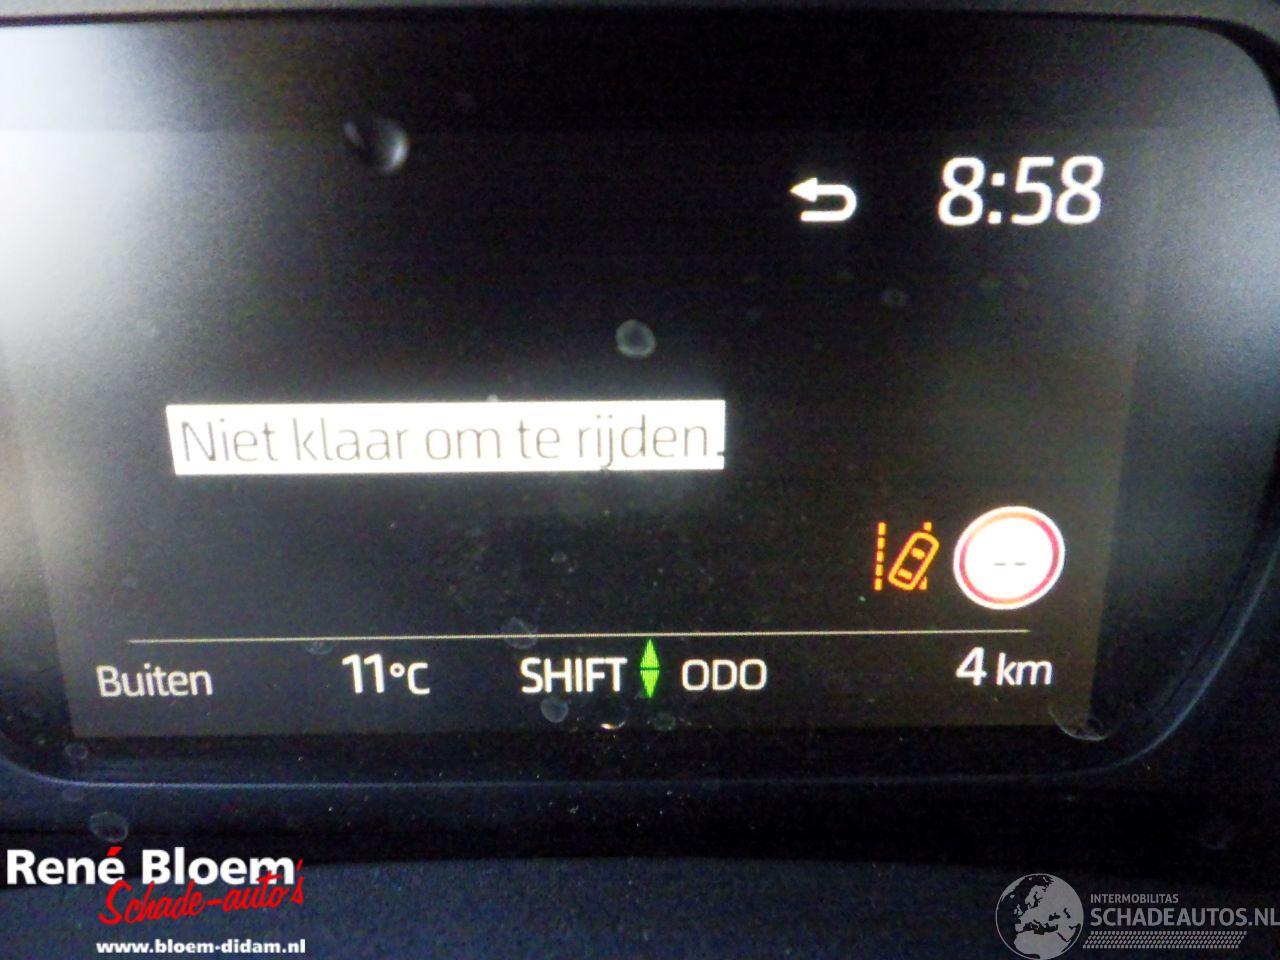 8:58
Niet klaar om te rijden.
--
Buiten 11°C SHIFT ODO 4 km
René Bloem
Schade-auto's
www.bloem-didam.nl
INTERMOBILITAS
SCHADEAUTOS.NL